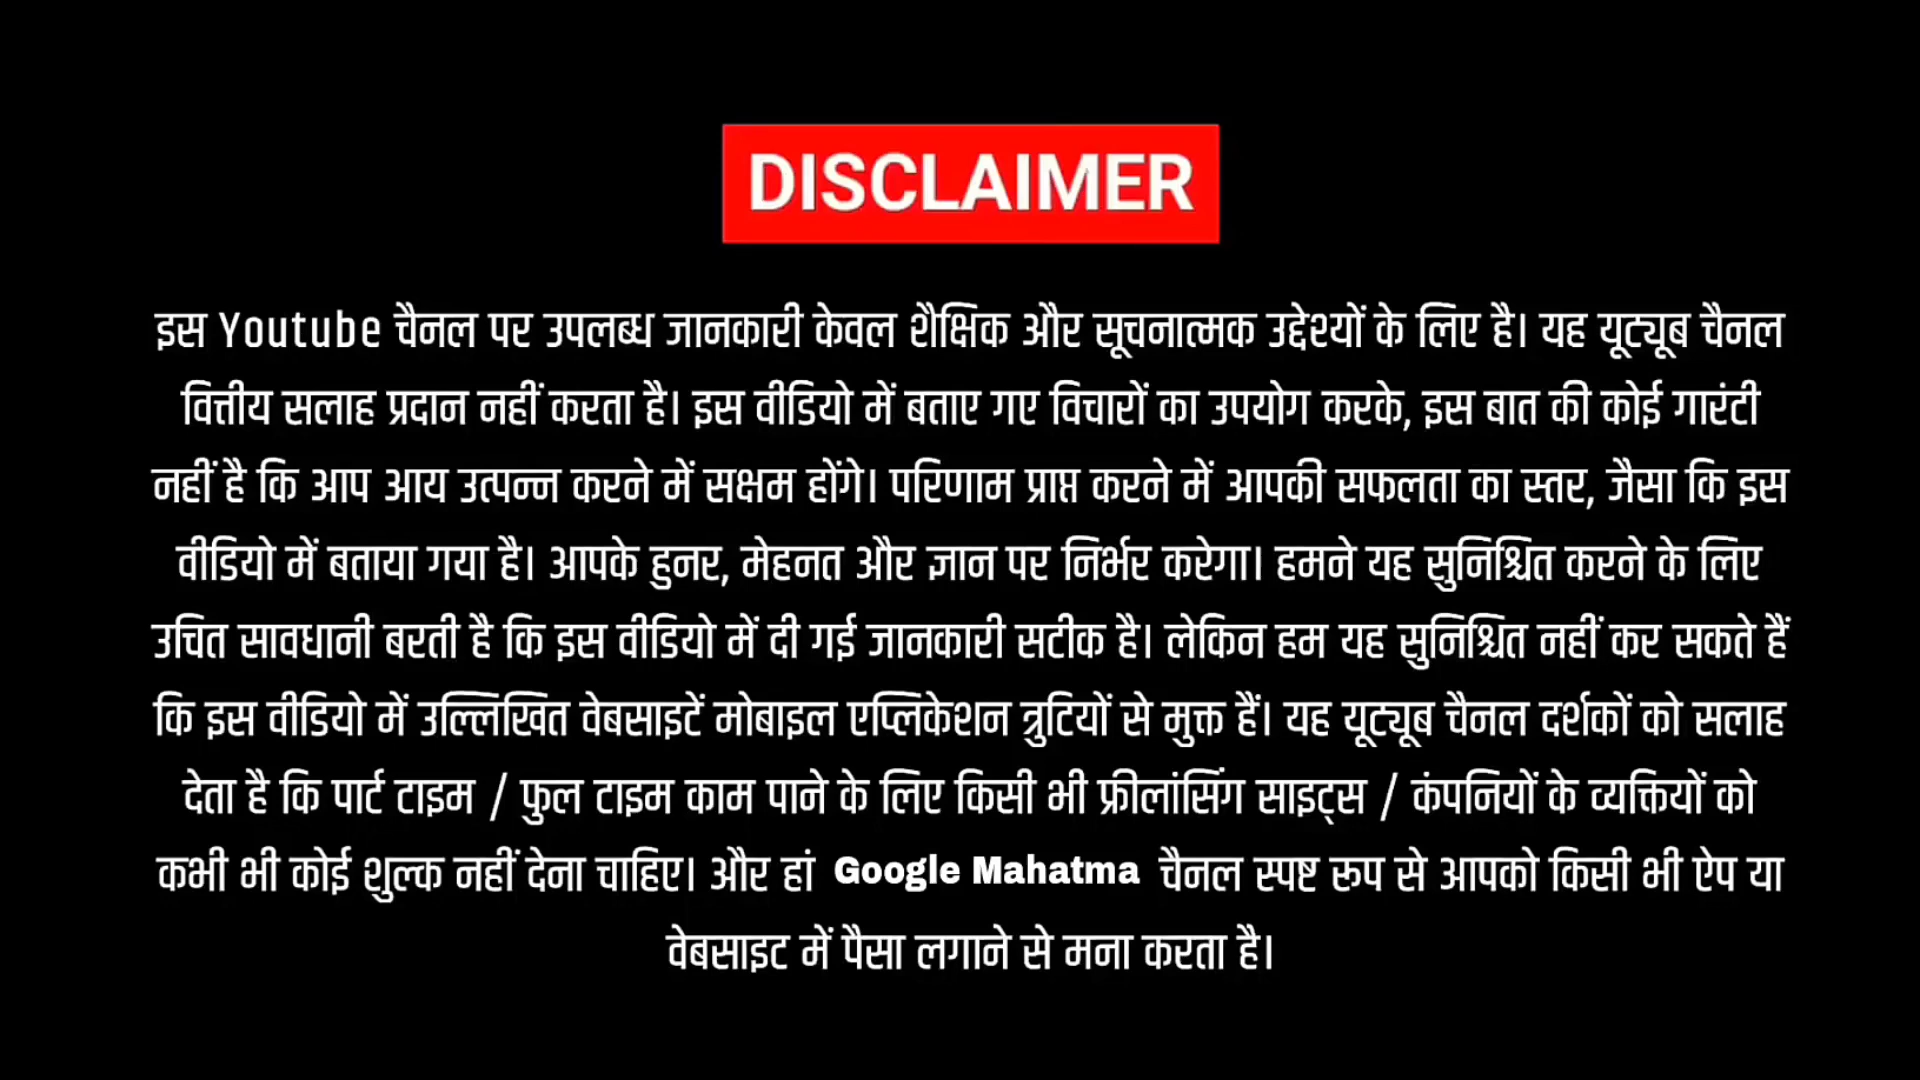 DISCLAIMER
इस Youtube चैनल पर उपलब्ध जानकारी केवल शैक्षिक और सूचनात्मक उद्देश्यों के लिए है। यह यूट्यूब चैनल
वित्तीय सलाह प्रदान नहीं करता है। इस वीडियो में बताए गए विचारों का उपयोग करके, इस बात की कोई गारंटी
नहीं है कि आप आय उत्पन्न करने में सक्षम होंगे। परिणाम प्राप्त करने में आपकी सफलता का स्तर, जैसा कि इस
वीडियो में बताया गया है। आपके हुनर, मेहनत और ज्ञान पर निर्भर करेगा। हमने यह सुनिश्चित करने के लिए
उचित सावधानी बरती है कि इस वीडियो में दी गई जानकारी सटीक है। लेकिन हम यह सुनिश्चित नहीं कर सकते हैं
कि इस वीडियो में उल्लिखित वेबसाइटें मोबाइल एप्लिकेशन त्रुटियों से मुक्त हैं। यह यूट्यूब चैनल दर्शकों को सलाह
देता है कि पार्ट टाइम / फुल टाइम काम पाने के लिए किसी भी फ्रीलांसिंग साइट्स / कंपनियों के व्यक्तियों को
कभी भी कोई शुल्क नहीं देना चाहिए। और हां Google Mahatma चैनल स्पष्ट रूप से आपको किसी भी ऐप या
वेबसाइट में पैसा लगाने से मना करता है।